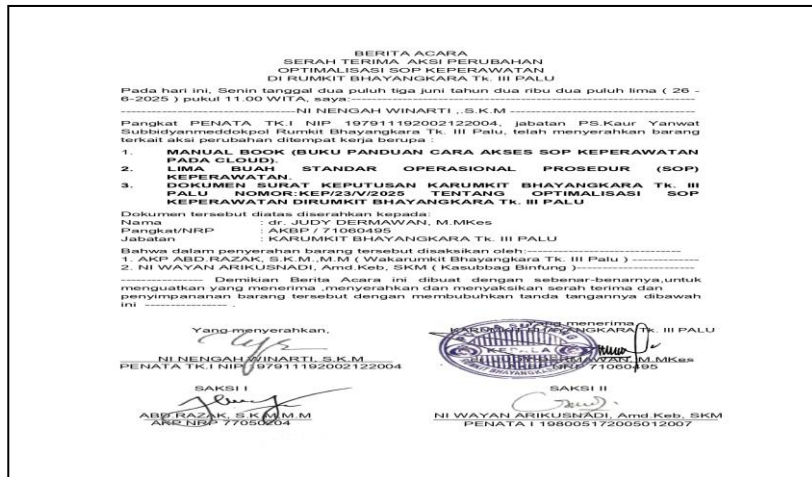 BERITA ACARA
SERAH TERIMA AKSI PERUBAHAN
OPTIMALISASI SOP KEPERAWATAN
DI RUMKIT BHAYANGKARA Tk. III PALU
Pada hari ini, Senin tanggal dua puluh tiga juni tahun dua ribu dua puluh lima ( 26 -
6-2025 ) pukul 11.00 WITA, saya:-------------------------------------------------
----------------------------NI NENGAH WINARTI ,.S.K.M ---------------------------
Pangkat PENATA TK.I NIP 197911192002122004, jabatan PS.Kaur Yanwat
Subbidyanmeddokpol Rumkit Bhayangkara Tk. III Palu, telah menyerahkan barang
terkait aksi perubahan ditempat kerja berupa :
1. MANUAL BOOK (BUKU PANDUAN CARA AKSES SOP KEPERAWATAN
PADA CLOUD).
2. LIMA BUAH STANDAR OPERASIONAL PROSEDUR (SOP)
KEPERAWATAN.
3. DOKUMEN SURAT KEPUTUSAN KARUMKIT BHAYANGKARA Tk. III
PALU NOMOR:KEP/23/V/2025 TENTANG OPTIMALISASI SOP
KEPERAWATAN DIRUMKIT BHAYANGKARA Tk. III PALU
Dokumen tersebut diatas diserahkan kepada:
Nama : dr. JUDY DERMAWAN, M.MKes
Pangkat/NRP : AKBP / 71060495
Jabatan : KARUMKIT BHAYANGKARA Tk. III PALU
Bahwa dalam penyerahan barang tersebut disaksikan oleh:---------------------------
1. AKP ABD.RAZAK, S.K.M.,M.M ( Wakarumkit Bhayangkara Tk. III Palu ) ------------
2. NI WAYAN ARIKUSNADI, Amd.Keb, SKM ( Kasubbag Binfung )---------------------
--------------- Demikian Berita Acara ini dibuat dengan sebenar-benarnya,untuk
menguatkan yang menerima ,menyerahkan dan menyaksikan serah terima dan
penyimpananan barang tersebut dengan membubuhkan tanda tangannya dibawah
ini --------------- .
Yang menyerahkan,
NI NENGAH WINARTI, S.K.M
PENATA TK.I NIP 197911192002122004
Yang menerima
KARUMKIT BHAYANGKARA Tk. III PALU
KEPALA
DERMAWAN, M.MKes
NRP 71060495
SAKSI I
ABD.RAZAK, S.K.M,M.M
AKP NRP 77050204
SAKSI II
NI WAYAN ARIKUSNADI, Amd.Keb, SKM
PENATA I 198005172005012007